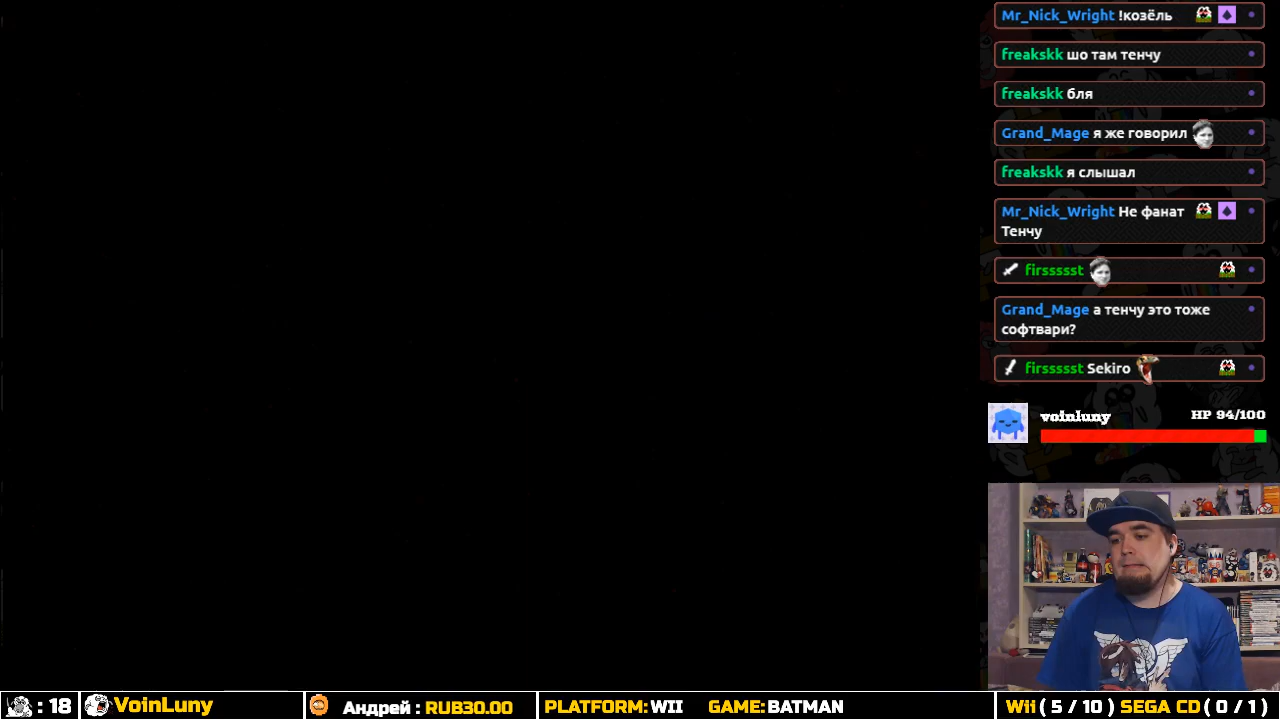 Mr_Nick_Wright !козёль
freakskk шо там тенчу
freakskk бля
Grand_Mage я же говорил
freakskk я слышал
Mr_Nick_Wright Не фанат
Тенчу
firssssst
Grand_Mage а тенчу это тоже
софтвари?
firssssst Sekiro
voinluny HP 94/100
: 18 VoinLuny Андрей : RUB30.00 PLATFORM: WII GAME: BATMAN Wii ( 5 / 10 ) SEGA CD ( 0 / 1 )